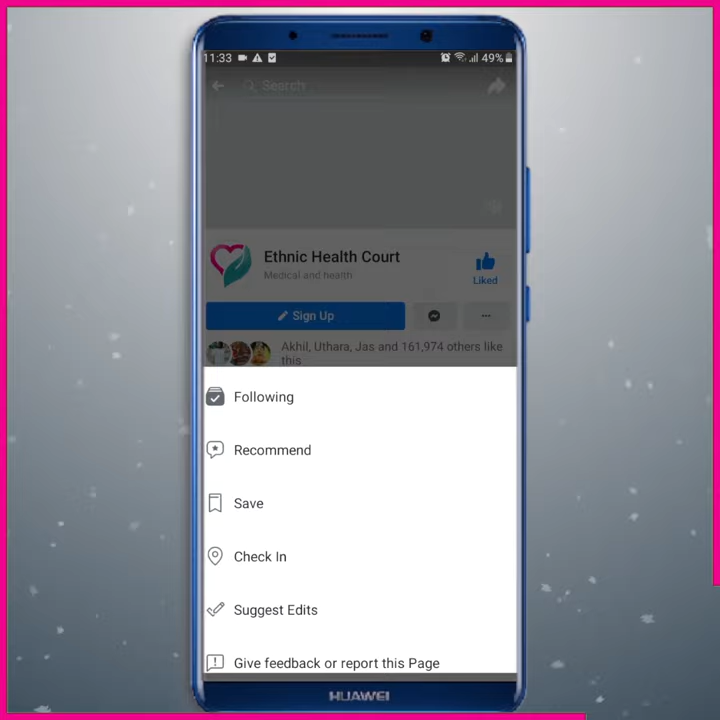 11:33 49%
Search
Ethnic Health Court
Medical and health
Liked
Sign Up
Akhil, Uthara, Jas and 161,974 others like
this
Following
Recommend
Save
Check In
Suggest Edits
Give feedback or report this Page
HUAWEI